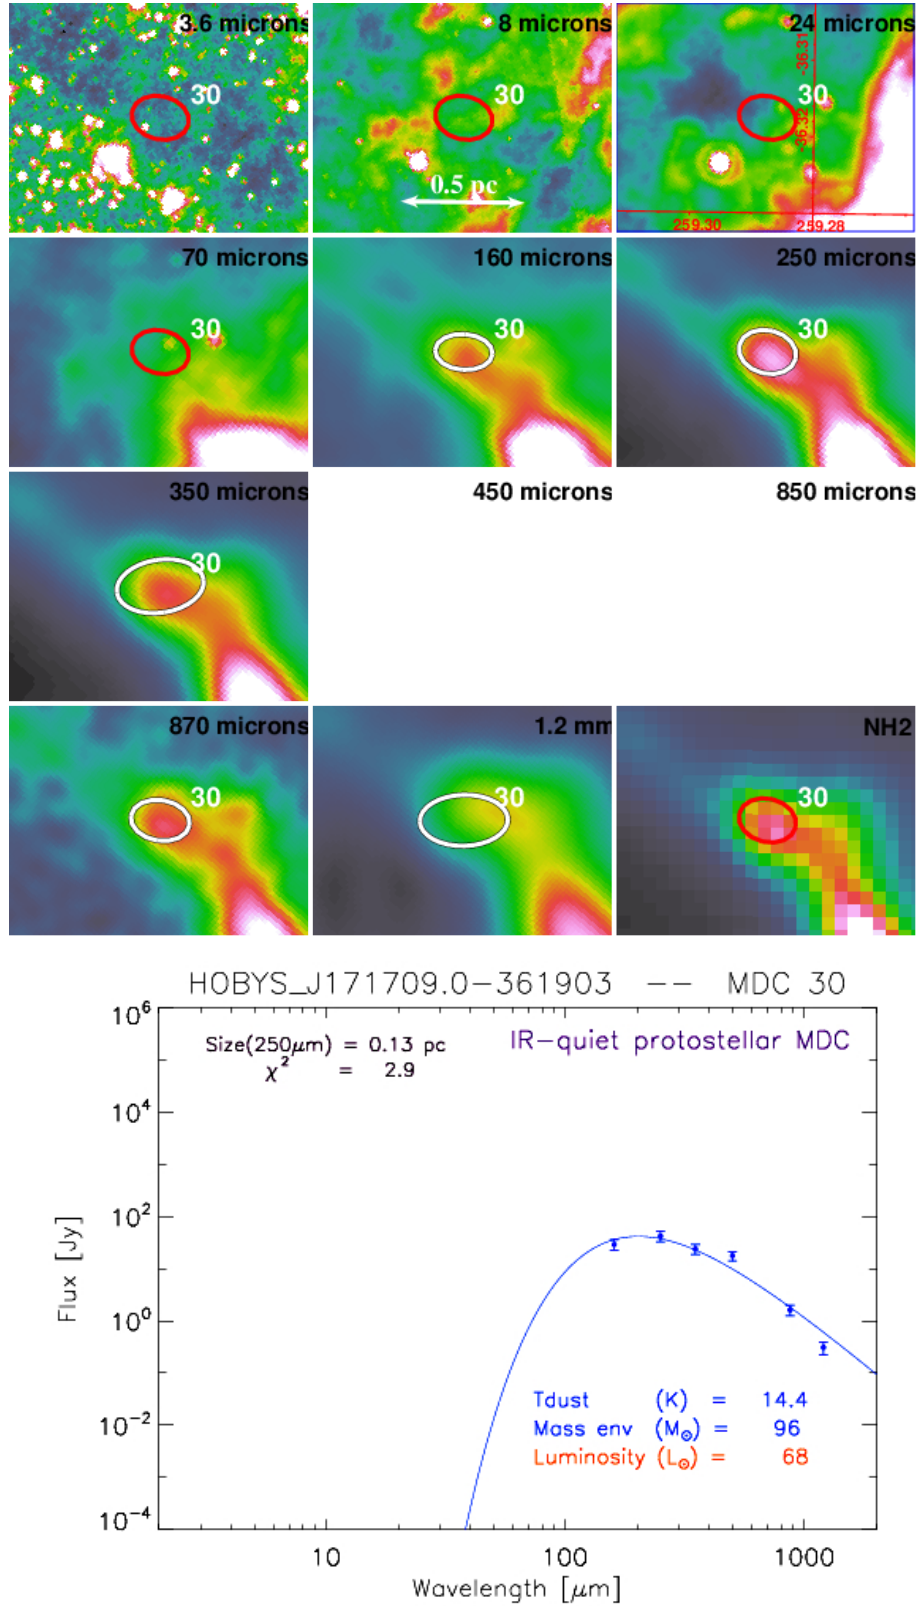 3.6 microns
30
8 microns
30
0.5 pc
24 microns
30
-36.31
-36.32
259.30
259.28
70 microns
30
160 microns
30
250 microns
30
350 microns
30
450 microns
850 microns
870 microns
30
1.2 mm
30
NH2
30
HOBYS_J171709.0−361903 −− MDC 30
Size(250μm) = 0.13 pc
χ² = 2.9
IR−quiet protostellar MDC
10⁶
10⁴
10²
10⁰
10⁻²
10⁻⁴
Flux [Jy]
Tdust (K) = 14.4
Mass env (M⊙) = 96
Luminosity (L⊙) = 68
10
100
1000
Wavelength [μm]